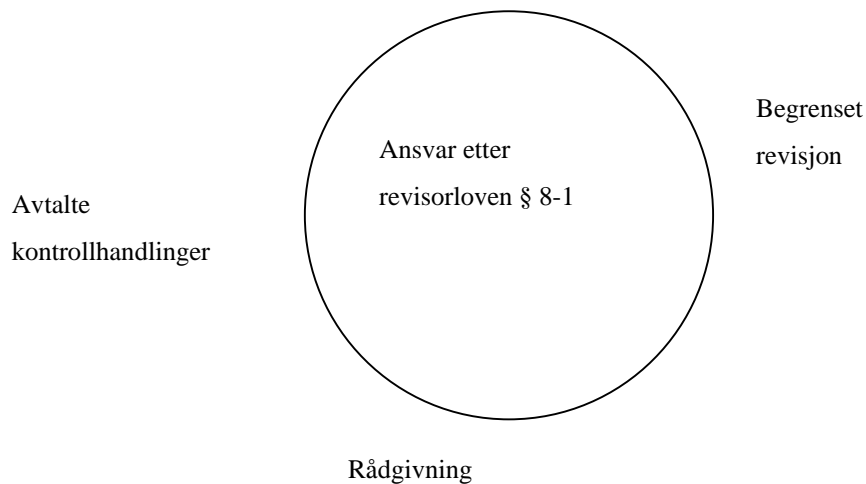 Begrenset
revisjon
Ansvar etter
revisorloven § 8-1
Avtalte
kontrollhandlinger
Rådgivning